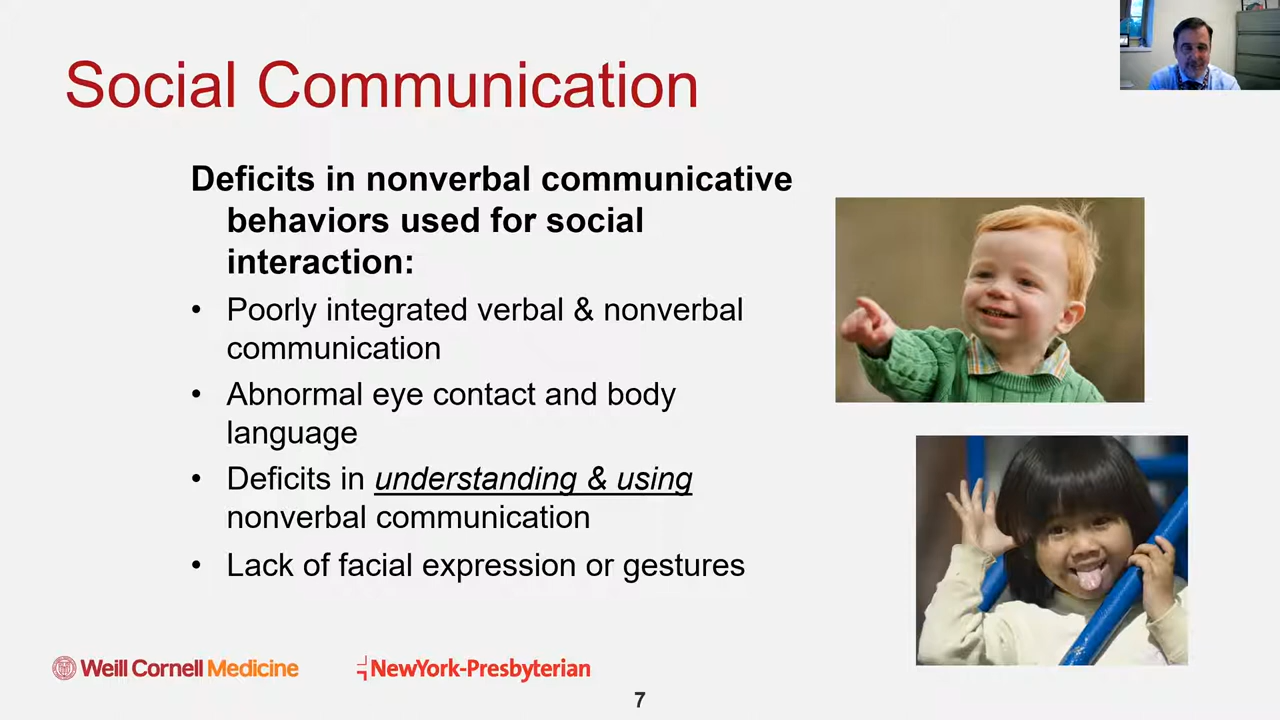 Social Communication
Deficits in nonverbal communicative
behaviors used for social
interaction:
• Poorly integrated verbal & nonverbal
communication
• Abnormal eye contact and body
language
• Deficits in understanding & using
nonverbal communication
• Lack of facial expression or gestures
Weill Cornell Medicine
NewYork-Presbyterian
7